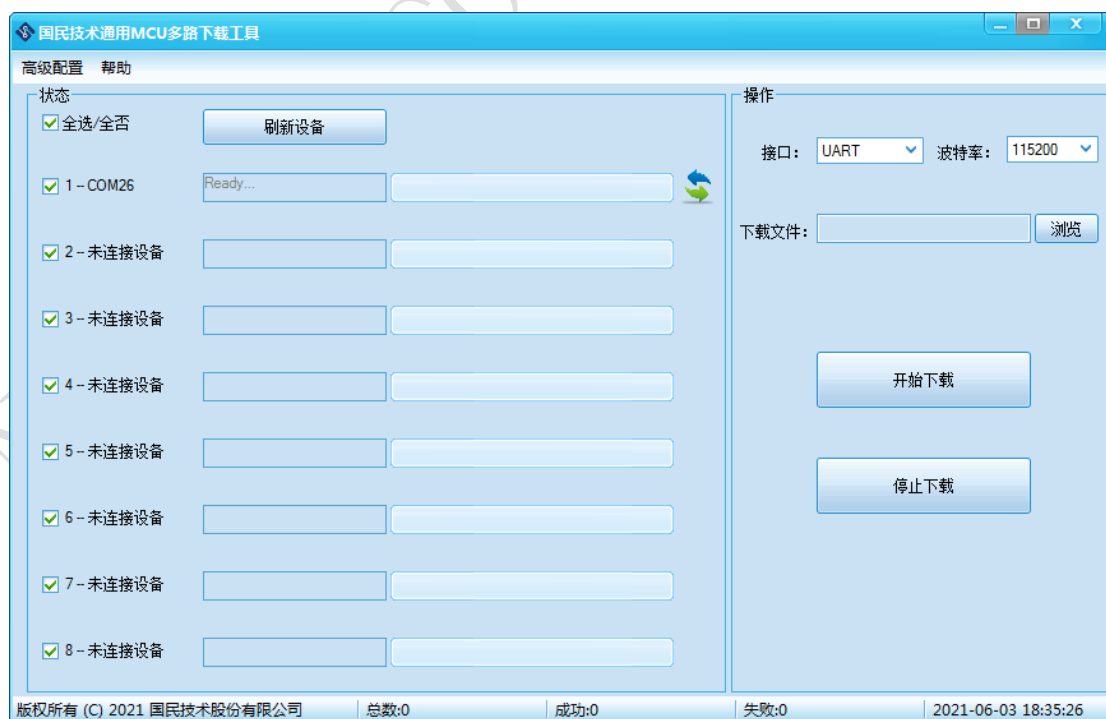 国民技术通用MCU多路下载工具
高级配置 帮助
状态
全选/全否 刷新设备
1--COM26 Ready...
2--未连接设备
3--未连接设备
4--未连接设备
5--未连接设备
6--未连接设备
7--未连接设备
8--未连接设备
操作
接口: UART 波特率: 115200
下载文件: 浏览
开始下载
停止下载
版权所有 (C) 2021 国民技术股份有限公司 总数:0 成功:0 失败:0 2021-06-03 18:35:26